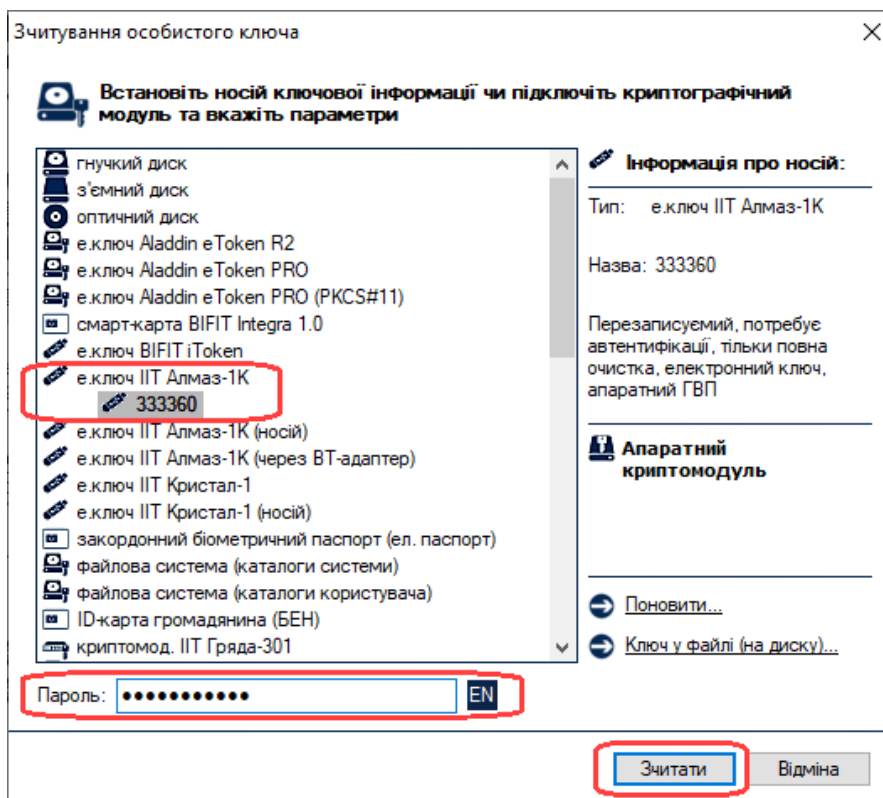 Зчитування особистого ключа
Встановіть носій ключової інформації чи підключіть криптографічний
модуль та вкажіть параметри
гнучкий диск
з'ємний диск
оптичний диск
е.ключ Aladdin eToken R2
е.ключ Aladdin eToken PRO
е.ключ Aladdin eToken PRO (PKCS#11)
смарт-карта BIFIT Integra 1.0
е.ключ BIFIT iToken
е.ключ ІІТ Алмаз-1К
333360
е.ключ ІІТ Алмаз-1К (носій)
е.ключ ІІТ Алмаз-1К (через BT-адаптер)
е.ключ ІІТ Кристал-1
е.ключ ІІТ Кристал-1 (носій)
закордонний біометричний паспорт (ел. паспорт)
файлова система (каталоги системи)
файлова система (каталоги користувача)
ID-карта громадянина (БЕН)
криптомод. ІІТ Гряда-301
Інформація про носій:
Тип: е.ключ ІІТ Алмаз-1К
Назва: 333360
Перезаписуємий, потребує
автентифікації, тільки повна
очистка, електронний ключ,
апаратний ГВП
Апаратний
криптомодуль
Поновити...
Ключ у файлі (на диску)...
Пароль: ●●●●●●●●●●● EN
Зчитати Відміна